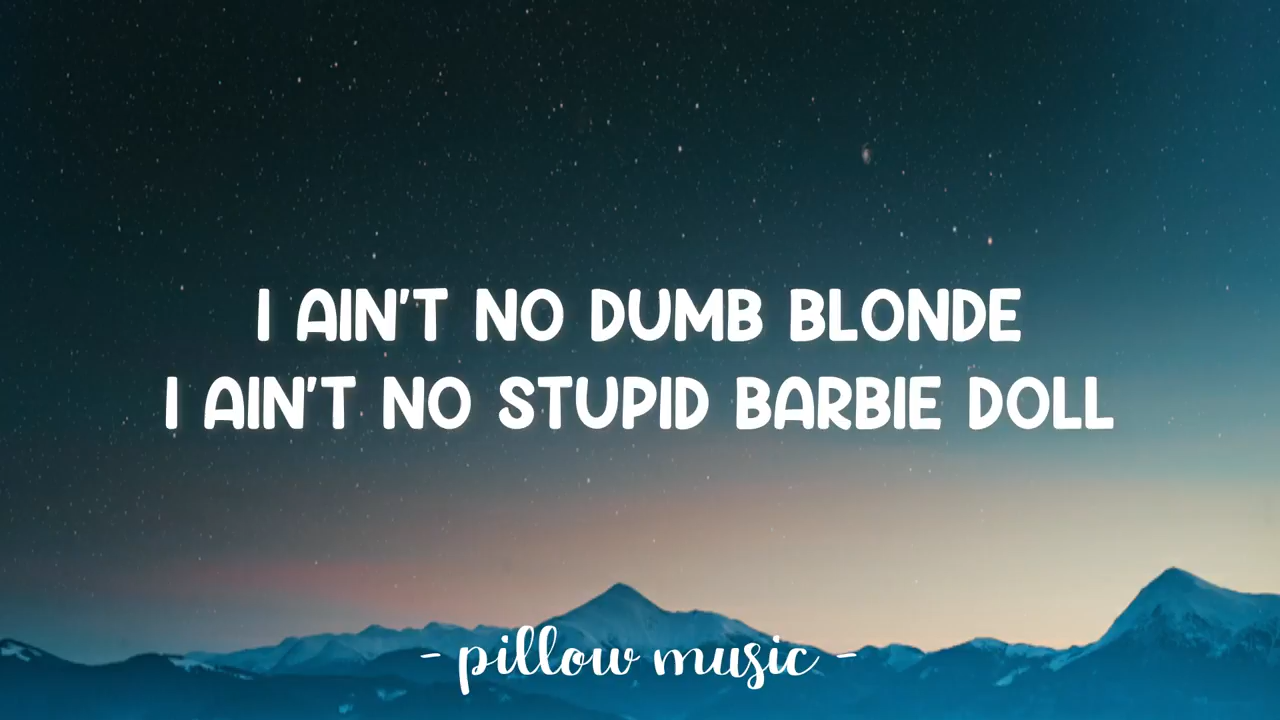 I AIN'T NO DUMB BLONDE
I AIN'T NO STUPID BARBIE DOLL
- pillow music -